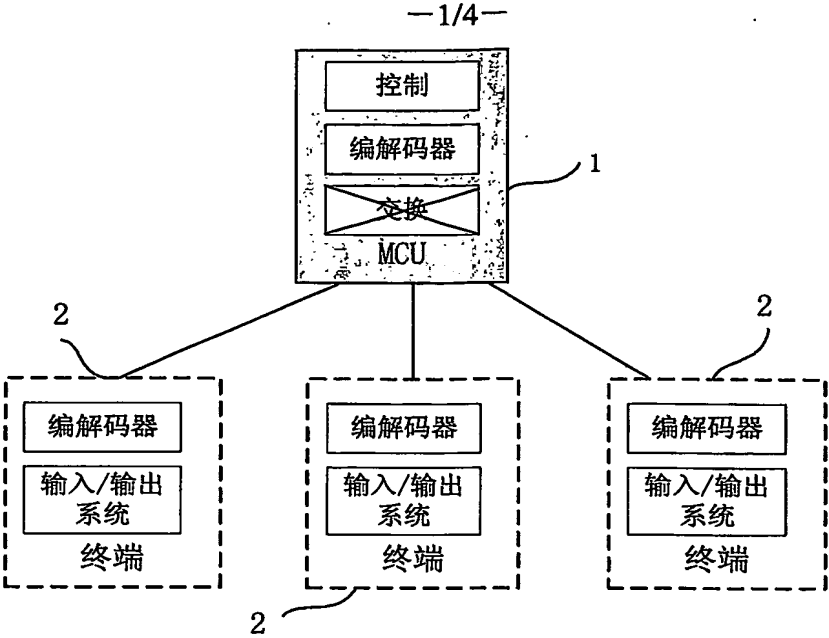 —1/4—
控制
编解码器
交换
MCU
1
2
2
编解码器
输入/输出
系统
终端
编解码器
输入/输出
系统
终端
编解码器
输入/输出
系统
终端
2